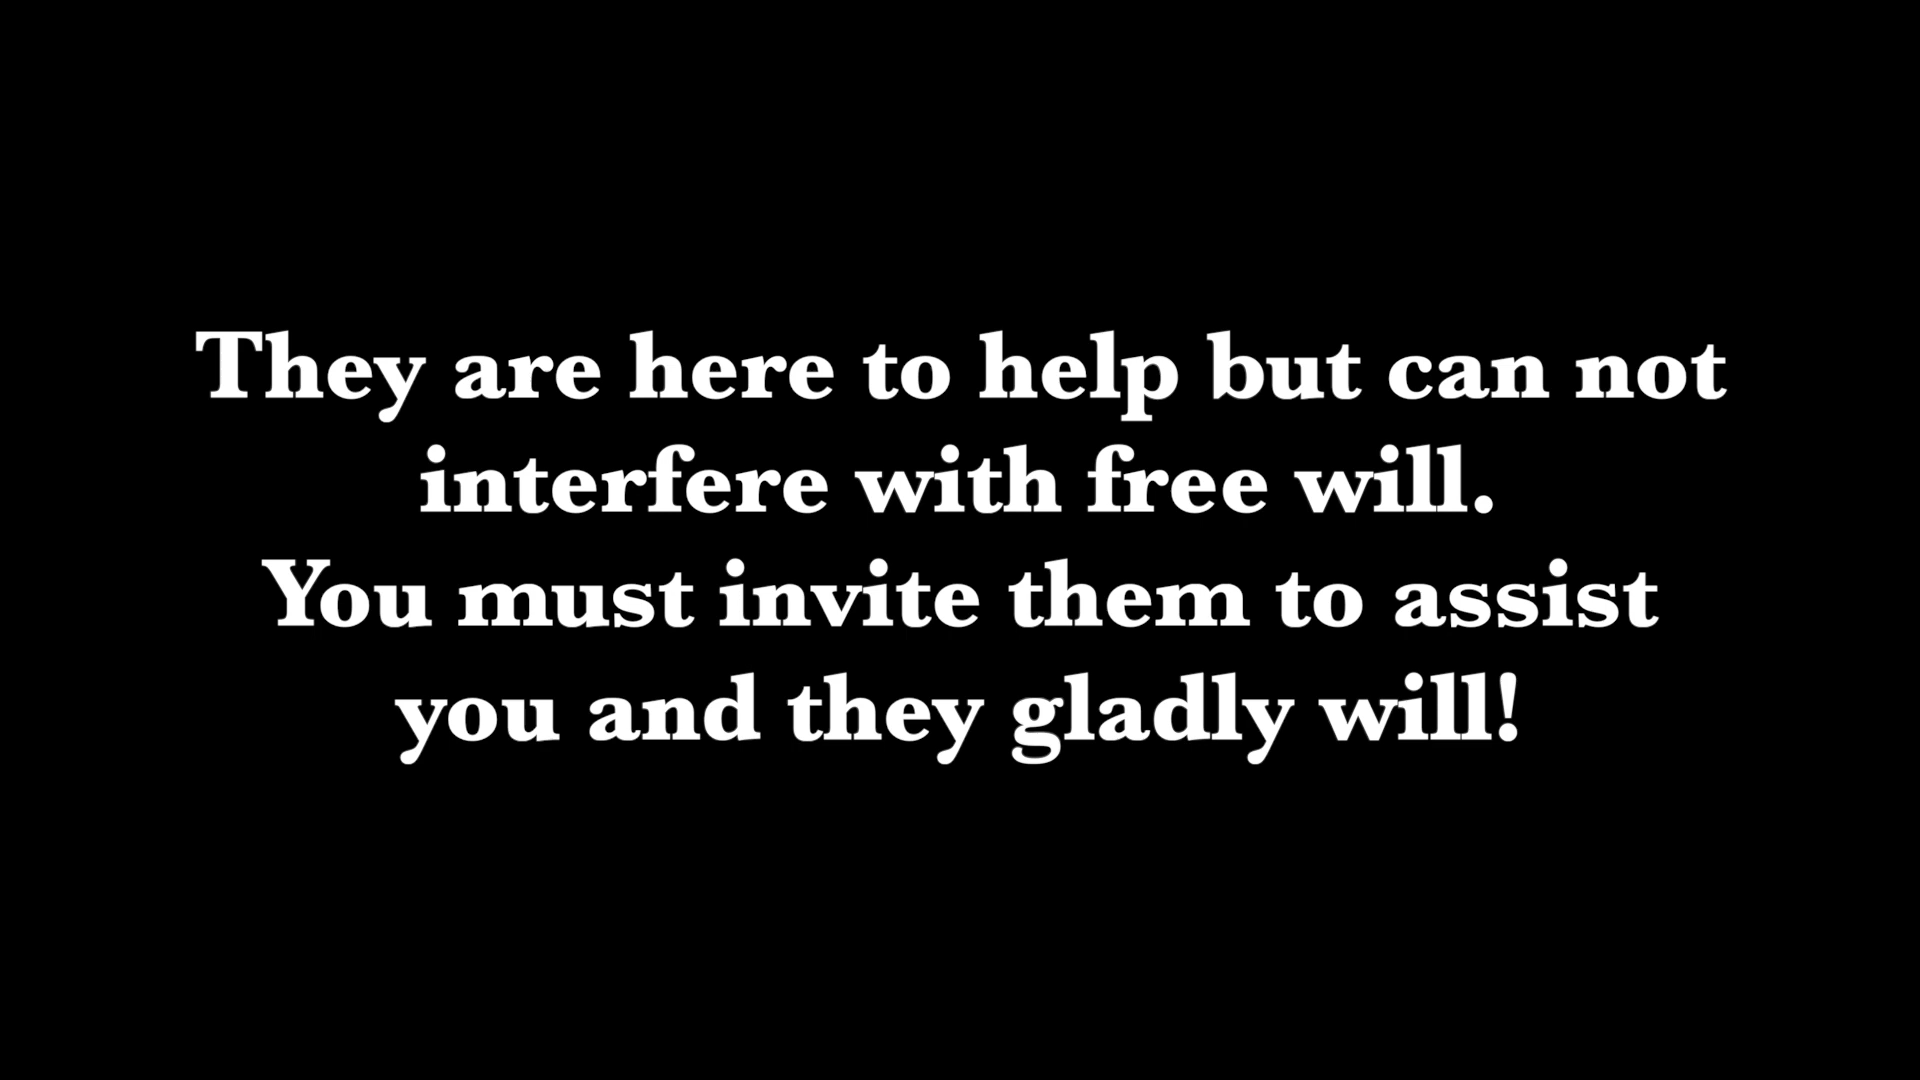 They are here to help but can not
interfere with free will.
You must invite them to assist
you and they gladly will!